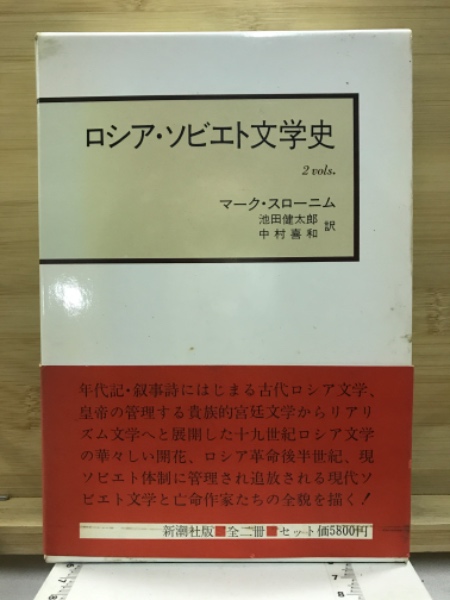 ロシア・ソビエト文学史
2 vols.
マーク・スローニム
池田健太郎
中村喜和
訳
年代記・叙事詩にはじまる古代ロシア文学、
皇帝の管理する貴族的宮廷文学からリアリ
ズム文学へと展開した十九世紀ロシア文学
の華々しい開花、ロシア革命後半世紀、現
ソビエト体制に管理され追放される現代ソ
ビエト文学と亡命作家たちの全貌を描く!
新潮社版■全二冊■セット価5800円
7
8